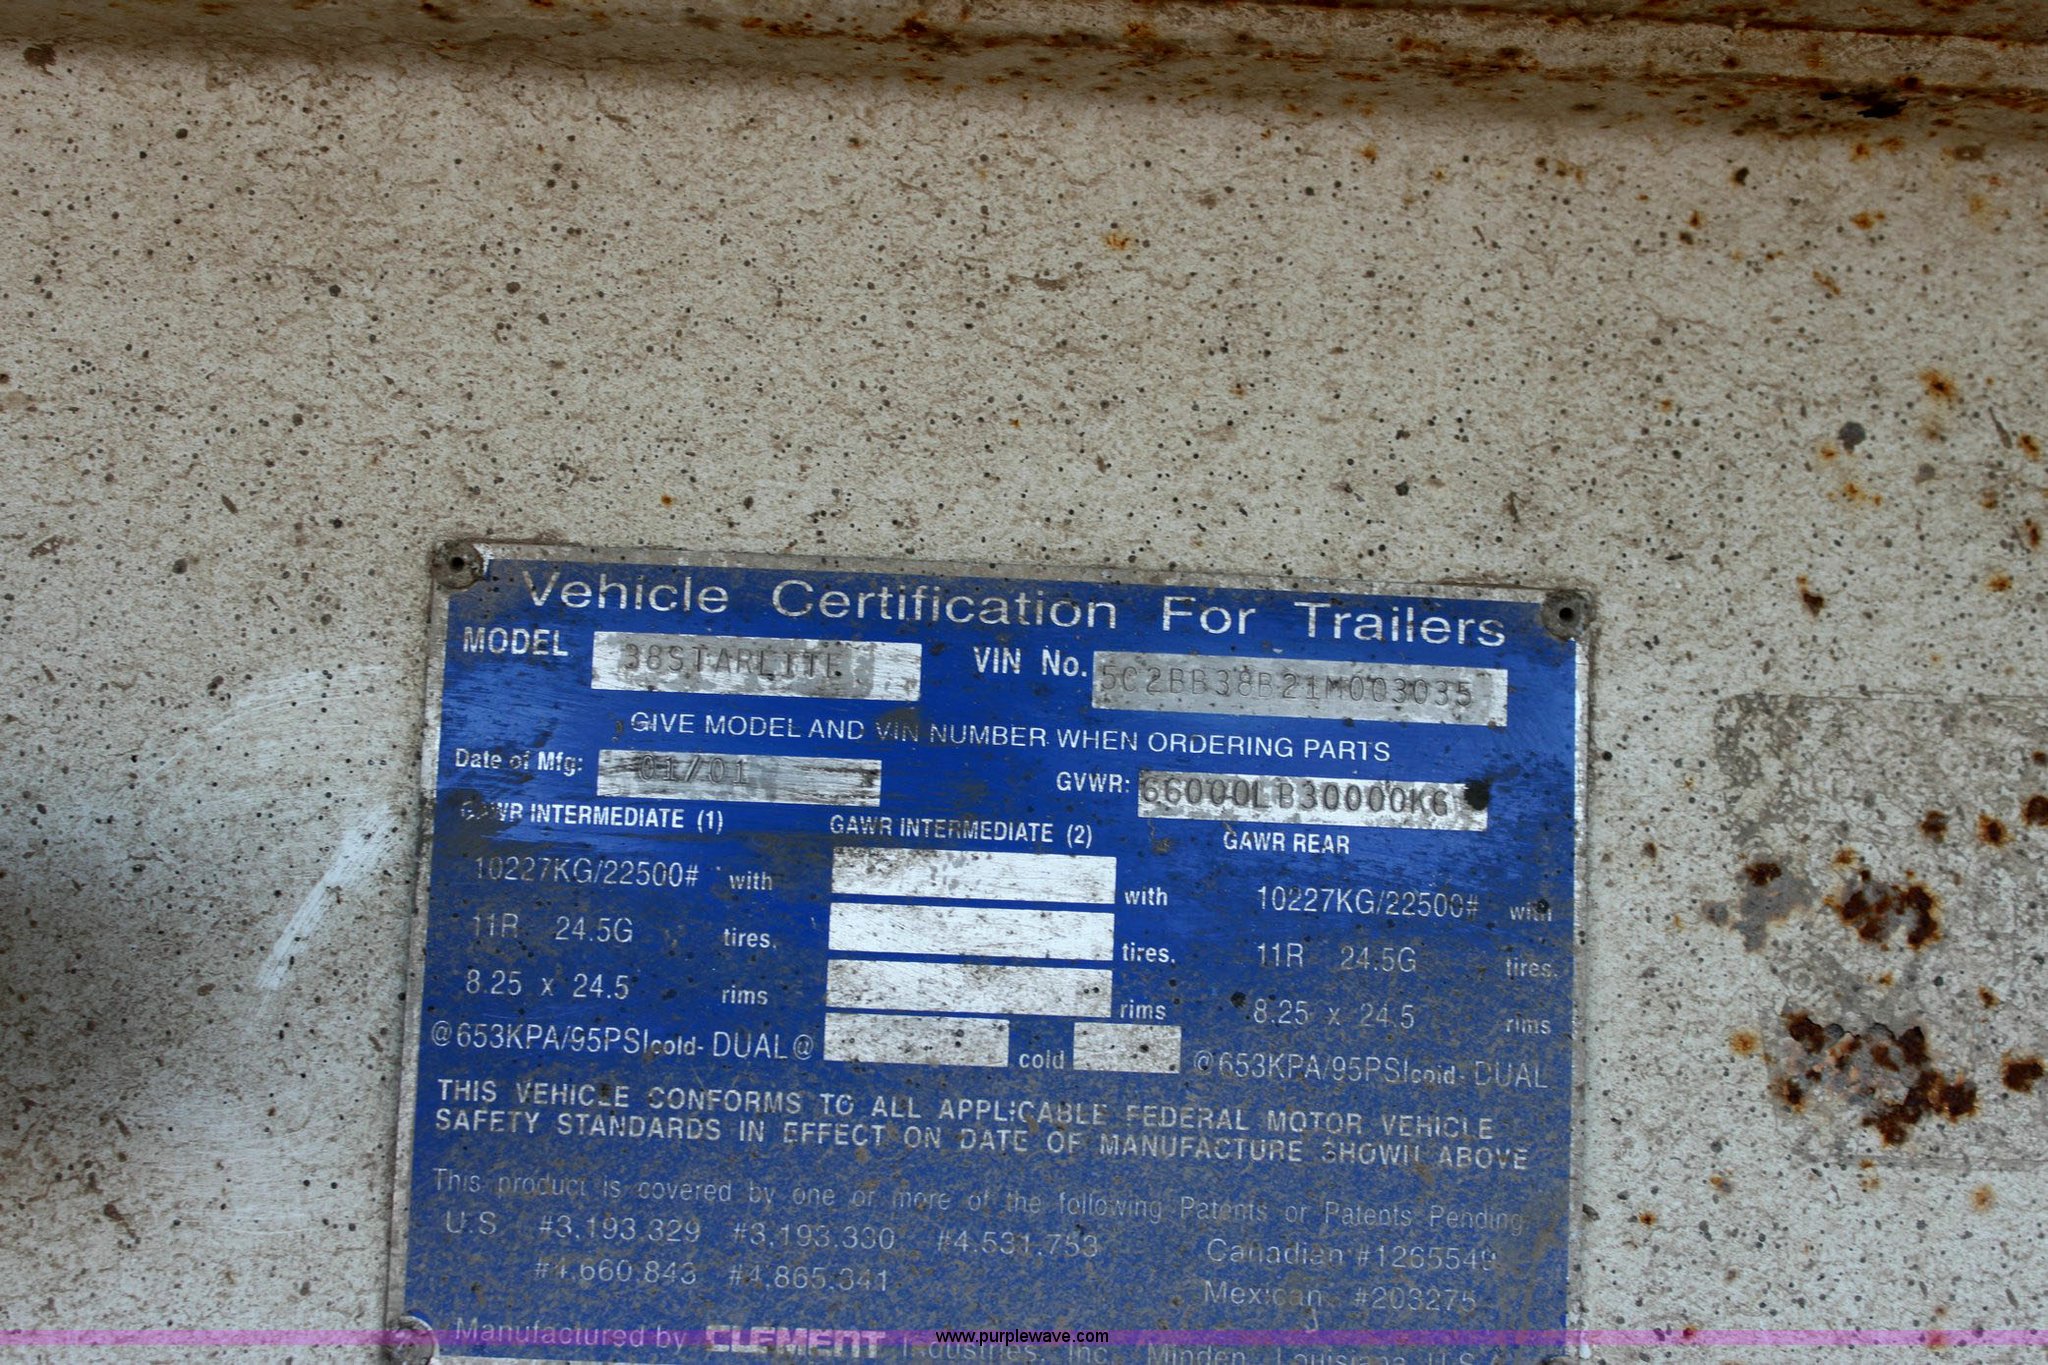 Vehicle Certification For Trailers
MODEL 38STARLITE VIN No. 5C2BB38B21M003035
GIVE MODEL AND VIN NUMBER WHEN ORDERING PARTS
Date of Mfg: 01/01 GVWR: 66000LB30000KG
GAWR INTERMEDIATE (1) GAWR INTERMEDIATE (2) GAWR REAR
10227KG/22500# with with 10227KG/22500# with
11R 24.5G tires. tires. 11R 24.5G tires.
8.25 x 24.5 rims rims 8.25 x 24.5 rims
@653KPA/95PSIcold- DUAL@ cold @653KPA/95PSIcold- DUAL
THIS VEHICLE CONFORMS TO ALL APPLICABLE FEDERAL MOTOR VEHICLE
SAFETY STANDARDS IN EFFECT ON DATE OF MANUFACTURE SHOWN ABOVE
This product is covered by one or more of the following Patents or Patents Pending
U.S. #3,193,329 #3,193,330 #4,531,753 Canadian #1265549
#4,660,843 #4,865,341 Mexican #203275
Manufactured by CLEMENT Industries, Inc. Minden, Louisiana U.S.A.
www.purplewave.com